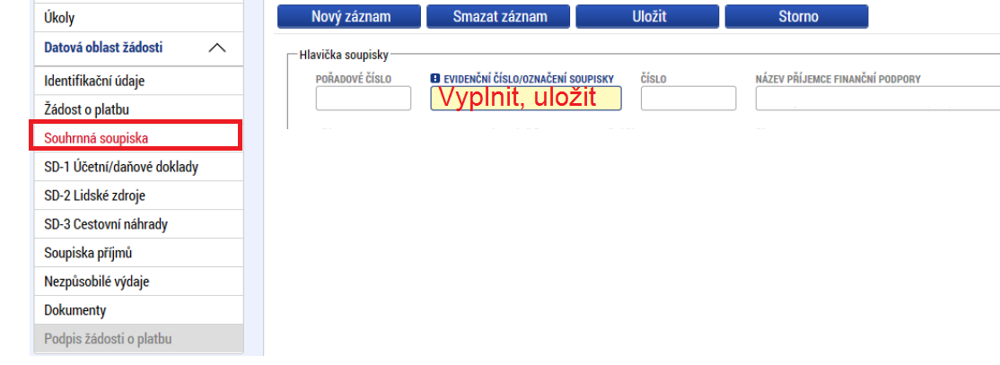 Úkoly
Datová oblast žádosti
Identifikační údaje
Žádost o platbu
Souhrnná soupiska
SD-1 Účetní/daňové doklady
SD-2 Lidské zdroje
SD-3 Cestovní náhrady
Soupiska příjmů
Nezpůsobilé výdaje
Dokumenty
Podpis žádosti o platbu
Nový záznam Smazat záznam Uložit Storno
Hlavička soupisky
POŘADOVÉ ČÍSLO EVIDENČNÍ ČÍSLO/OZNAČENÍ SOUPISKY ČÍSLO NÁZEV PŘÍJEMCE FINANČNÍ PODPORY
Vyplnit, uložit